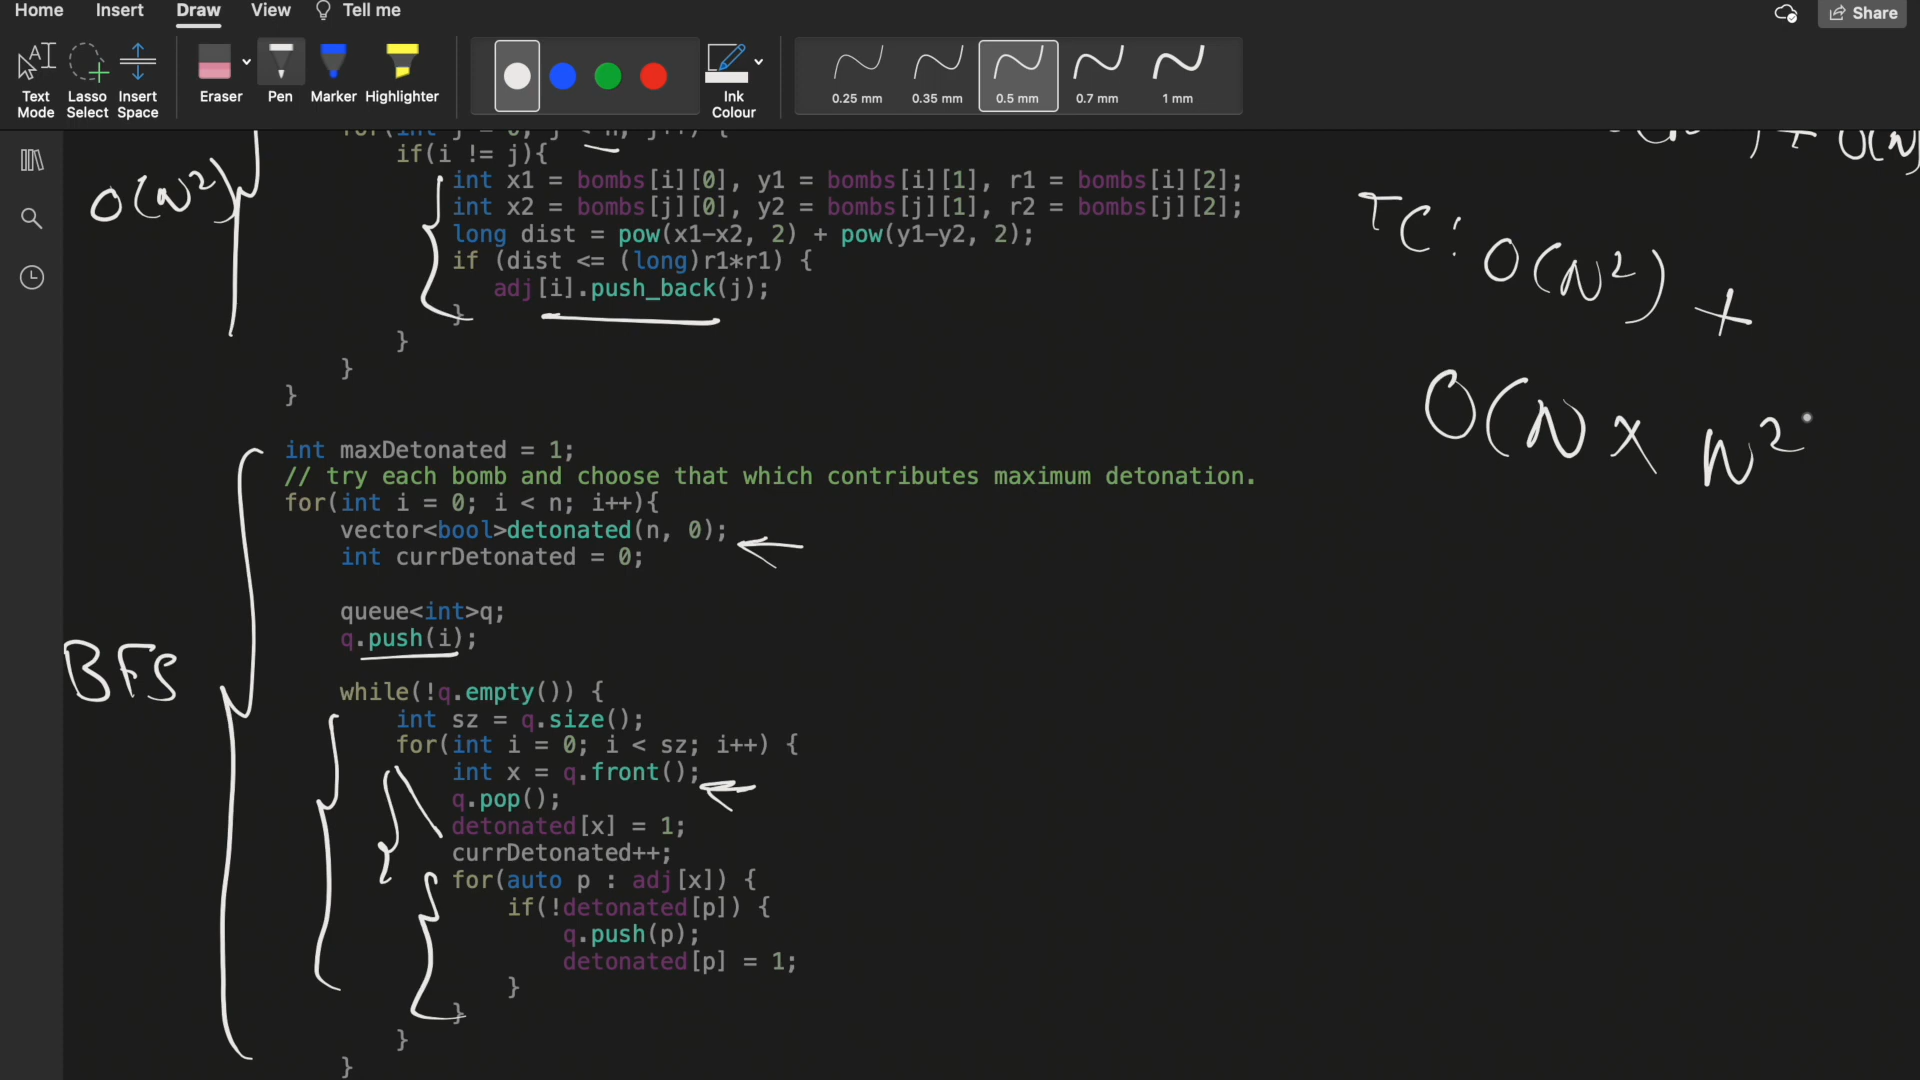 Home Insert Draw View Tell me Share
Text Mode Lasso Select Insert Space Eraser Pen Marker Highlighter Ink Colour 0.25 mm 0.35 mm 0.5 mm 0.7 mm 1 mm
for(int j = 0; j < n; j++) {
if(i != j){
int x1 = bombs[i][0], y1 = bombs[i][1], r1 = bombs[i][2];
int x2 = bombs[j][0], y2 = bombs[j][1], r2 = bombs[j][2];
long dist = pow(x1-x2, 2) + pow(y1-y2, 2);
if (dist <= (long)r1*r1) {
adj[i].push_back(j);
}
}
}
}
O(N²)
+ O(N)
TC: O(N²) +
O(N x N²
int maxDetonated = 1;
// try each bomb and choose that which contributes maximum detonation.
for(int i = 0; i < n; i++){
vector<bool>detonated(n, 0);
int currDetonated = 0;
queue<int>q;
q.push(i);
BFS
while(!q.empty()) {
int sz = q.size();
for(int i = 0; i < sz; i++) {
int x = q.front();
q.pop();
detonated[x] = 1;
currDetonated++;
for(auto p : adj[x]) {
if(!detonated[p]) {
q.push(p);
detonated[p] = 1;
}
}
}
}